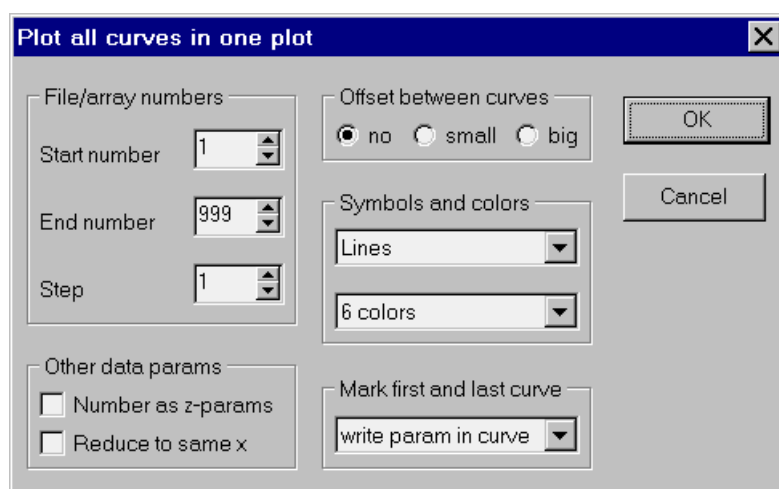 Plot all curves in one plot
File/array numbers
Start number 1
End number 999
Step 1
Other data params
Number as z-params
Reduce to same x
Offset between curves
no small big
Symbols and colors
Lines
6 colors
Mark first and last curve
write param in curve
OK
Cancel